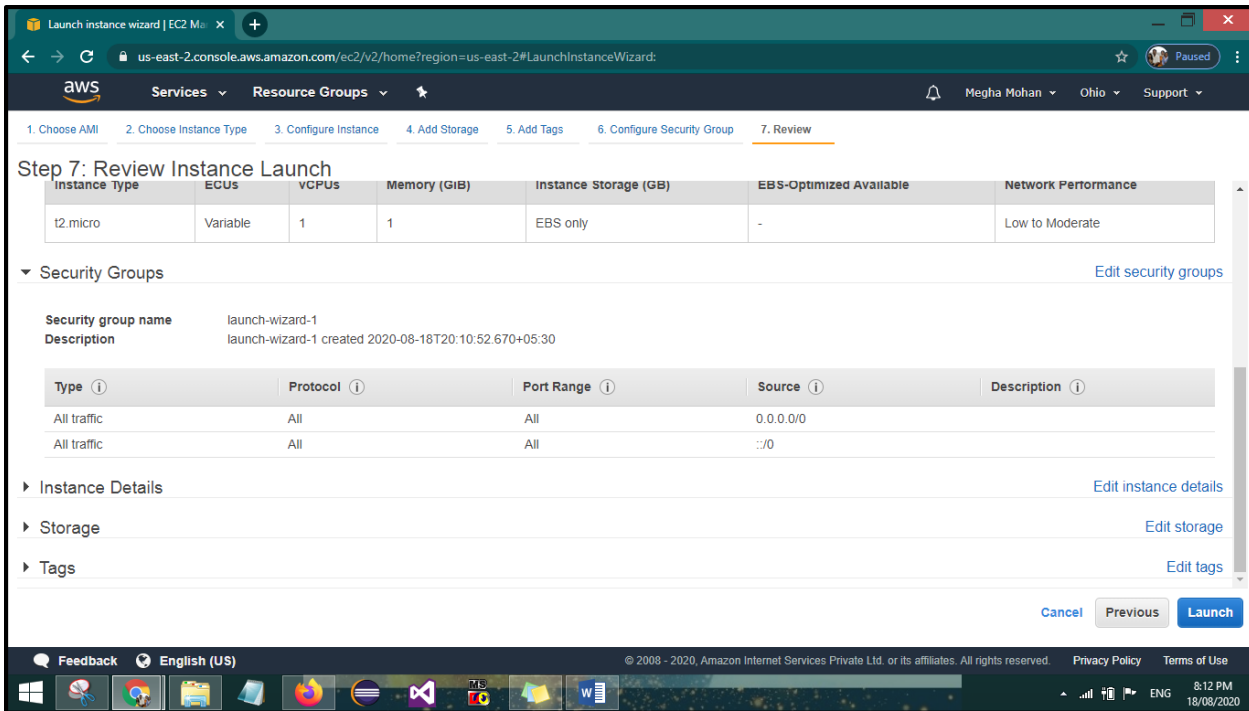 Launch instance wizard | EC2 Ma
us-east-2.console.aws.amazon.com/ec2/v2/home?region=us-east-2#LaunchInstanceWizard:
Paused
aws Services Resource Groups Megha Mohan Ohio Support
1. Choose AMI 2. Choose Instance Type 3. Configure Instance 4. Add Storage 5. Add Tags 6. Configure Security Group 7. Review
Step 7: Review Instance Launch
Instance Type ECUs vCPUs Memory (GiB) Instance Storage (GB) EBS-Optimized Available Network Performance
t2.micro Variable 1 1 EBS only - Low to Moderate
Security Groups Edit security groups
Security group name launch-wizard-1
Description launch-wizard-1 created 2020-08-18T20:10:52.670+05:30
Type Protocol Port Range Source Description
All traffic All All 0.0.0.0/0
All traffic All All ::/0
Instance Details Edit instance details
Storage Edit storage
Tags Edit tags
Cancel Previous Launch
Feedback English (US) © 2008 - 2020, Amazon Internet Services Private Ltd. or its affiliates. All rights reserved. Privacy Policy Terms of Use
MS
W ENG 8:12 PM
18/08/2020